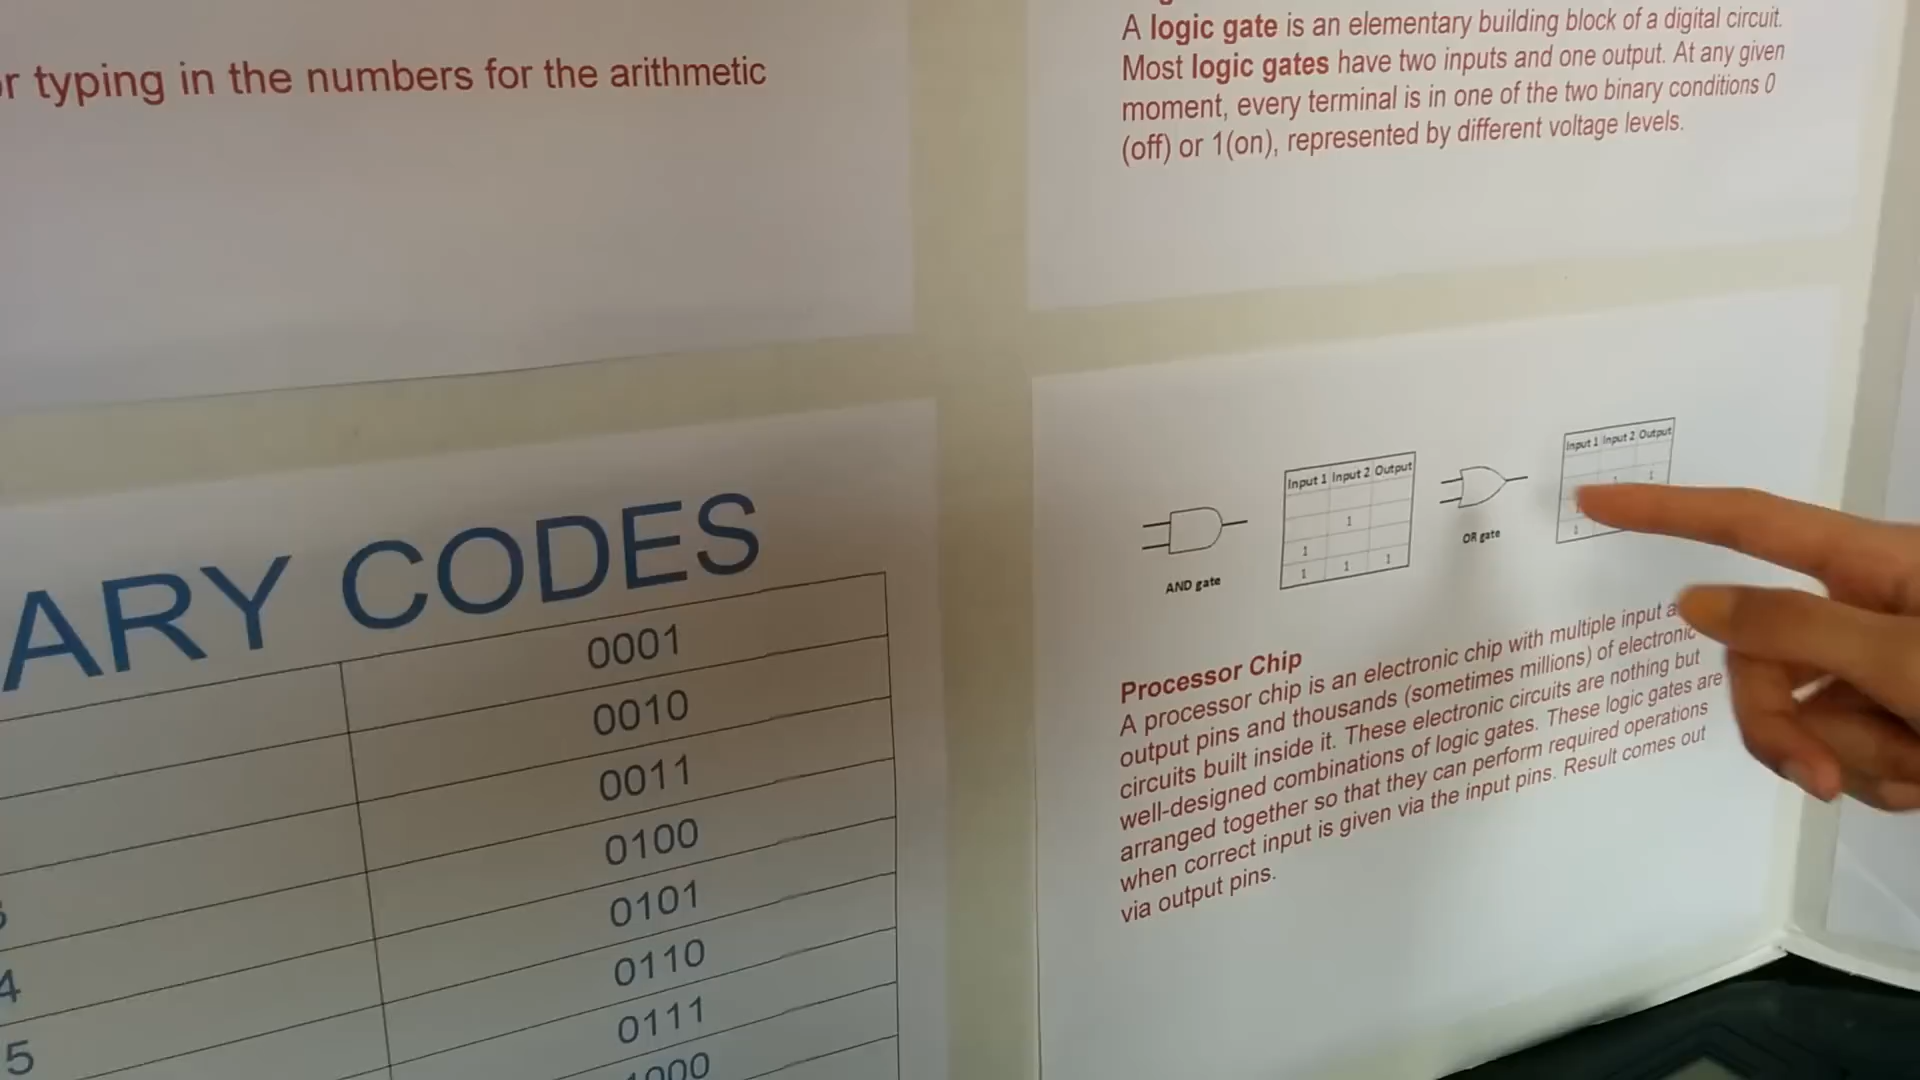 typing in the numbers for the arithmetic
A logic gate is an elementary building block of a digital circuit.
Most logic gates have two inputs and one output. At any given
moment, every terminal is in one of the two binary conditions 0
(off) or 1(on), represented by different voltage levels.
ARY CODES
0001
0010
0011
0100
0101
4
0110
5
0111
1000
AND gate
Input 1 Input 2 Output
1
1
1 1 1
OR gate
Input 1 Input 2 Output
1 1
1
1
Processor Chip
A processor chip is an electronic chip with multiple input
output pins and thousands (sometimes millions) of electronic
circuits built inside it. These electronic circuits are nothing but
well-designed combinations of logic gates. These logic gates are
arranged together so that they can perform required operations
when correct input is given via the input pins. Result comes out
via output pins.